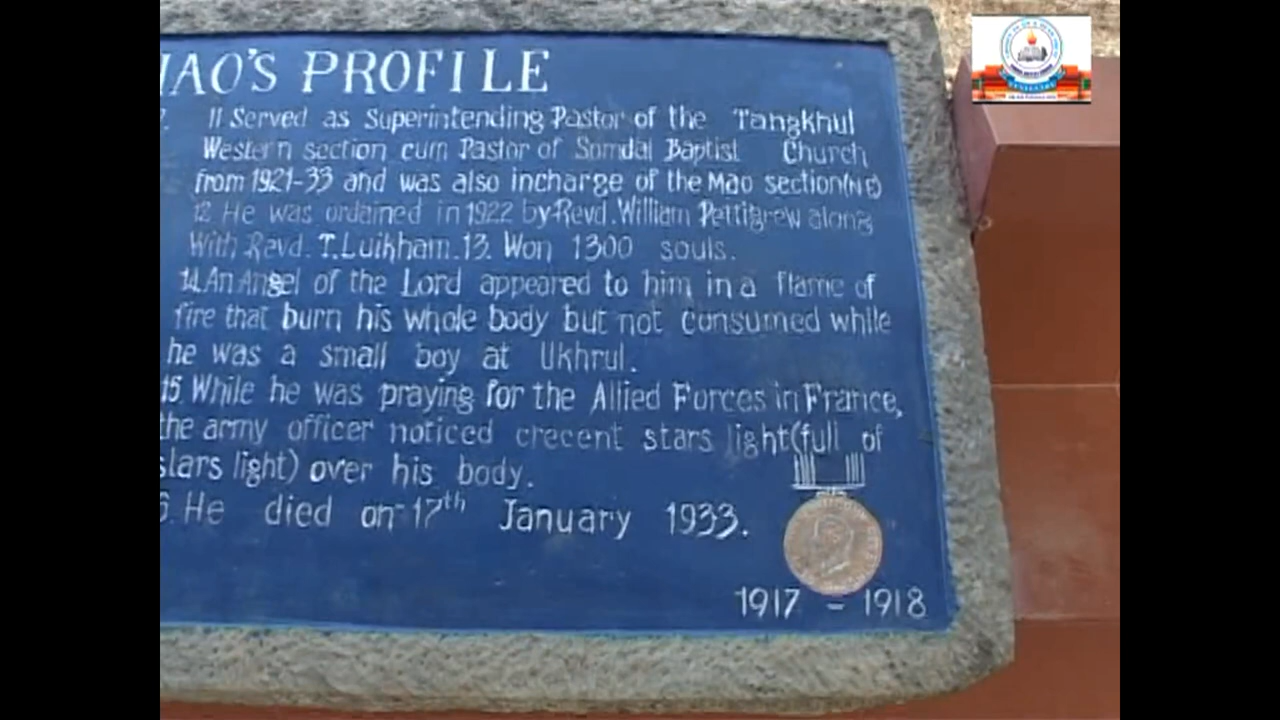 IAO'S PROFILE
11 Served as Superintending Pastor of the Tangkhul
Western section cum Pastor of Somdal Baptist Church
from 1921-33 and was also incharge of the Mao section(NE)
12. He was ordained in 1922 by Revd. William Pettigrew along
With Revd. T.Luikham. 13. Won 1300 souls.
14. An Angel of the Lord appeared to him in a flame of
fire that burn his whole body but not consumed while
he was a small boy at Ukhrul.
15. While he was praying for the Allied Forces in France,
the army officer noticed crecent stars light(full of
stars light) over his body.
6. He died on 17th January 1933.
1917 - 1918